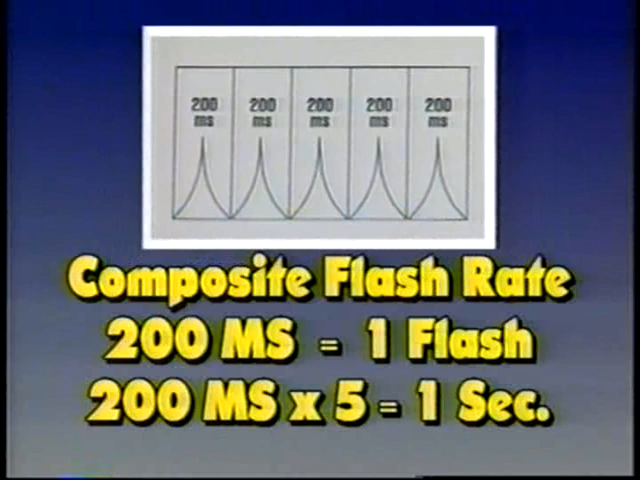 200 200 200 200 200
ms ms ms ms ms
Composite Flash Rate
200 MS = 1 Flash
200 MS x 5 = 1 Sec.